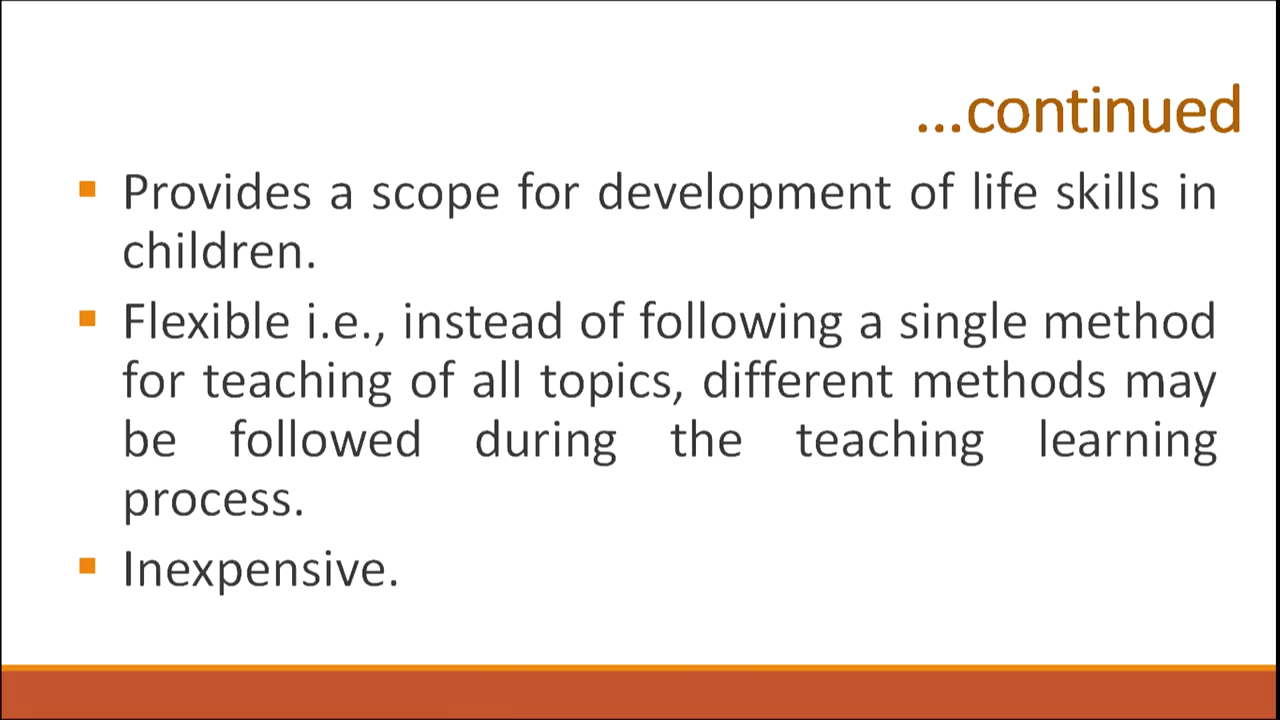 ...continued
▪ Provides a scope for development of life skills in
children.
▪ Flexible i.e., instead of following a single method
for teaching of all topics, different methods may
be followed during the teaching learning
process.
▪ Inexpensive.